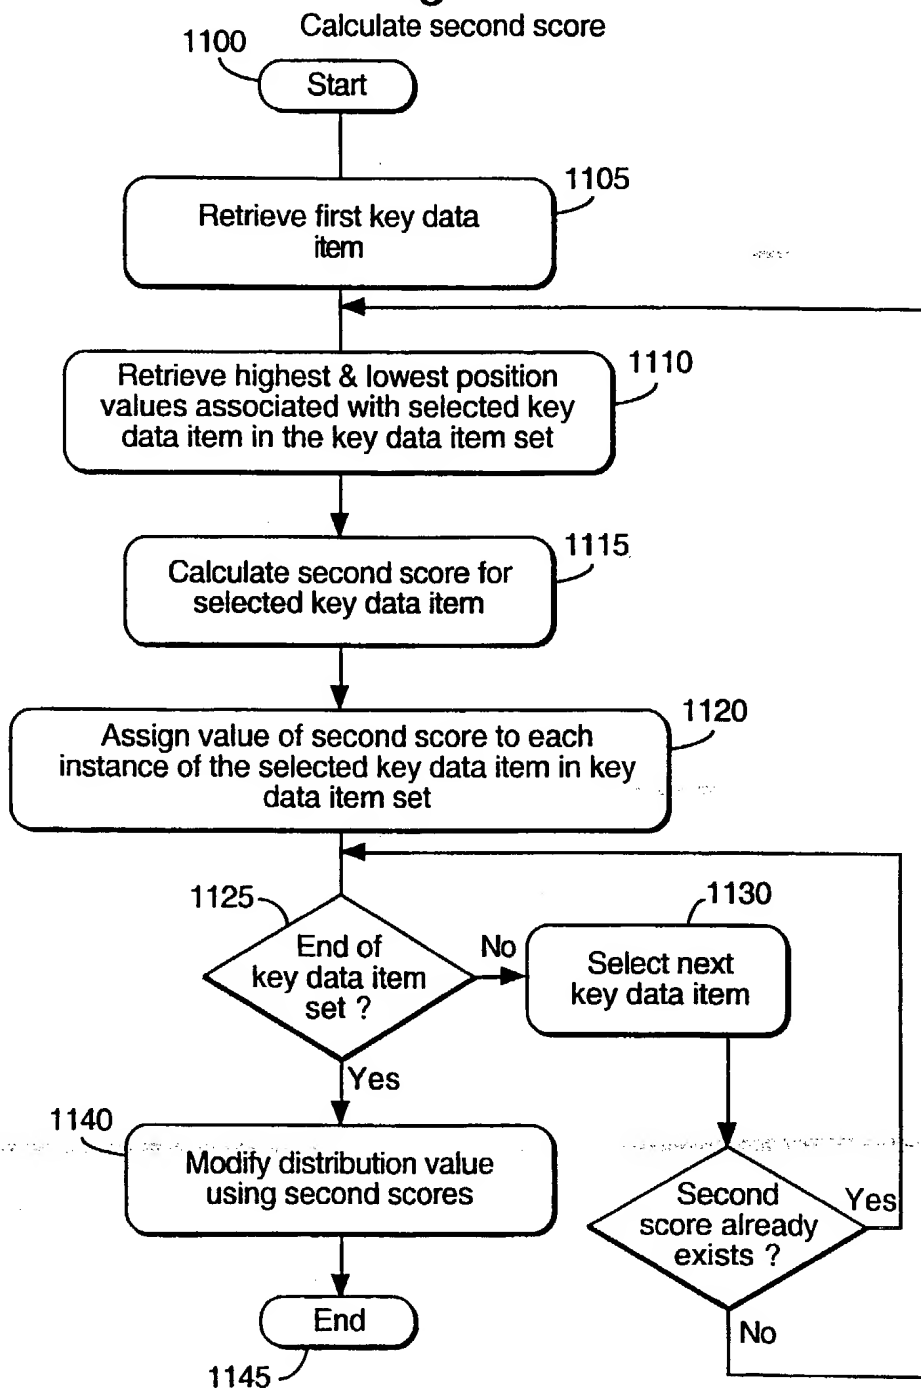 Calculate second score
1100
Start
1105
Retrieve first key data
item
1110
Retrieve highest & lowest position
values associated with selected key
data item in the key data item set
1115
Calculate second score for
selected key data item
1120
Assign value of second score to each
instance of the selected key data item in key
data item set
1125
End of
key data item
set ?
No
1130
Select next
key data item
Yes
1140
Modify distribution value
using second scores
Second
score already
exists ?
Yes
No
End
1145